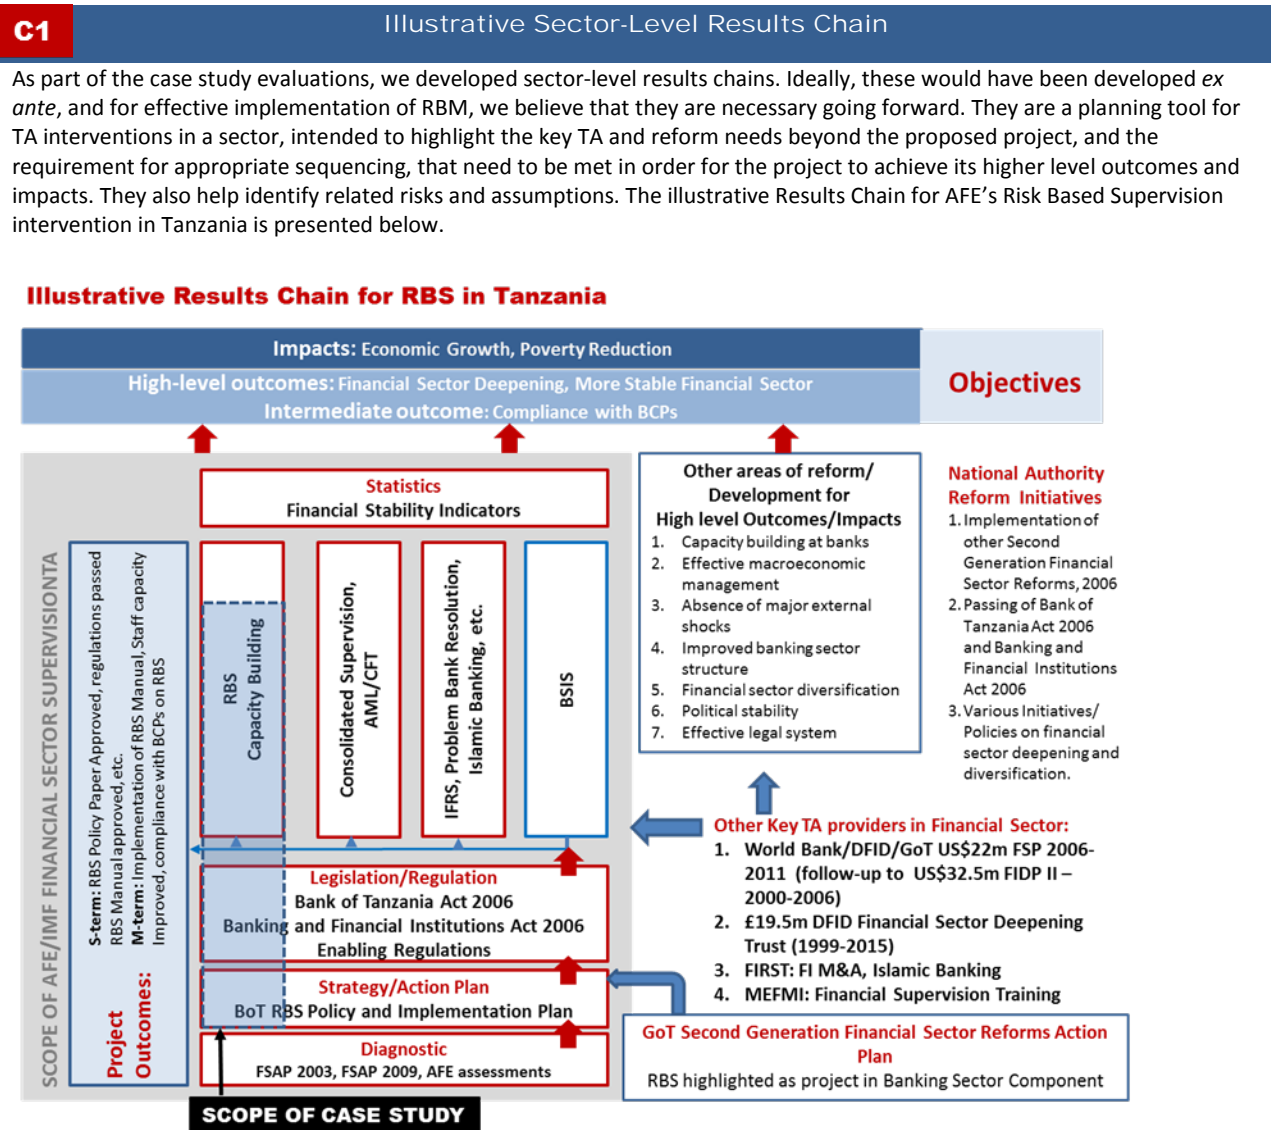 C1
Illustrative Sector-Level Results Chain
As part of the case study evaluations, we developed sector-level results chains. Ideally, these would have been developed ex
ante, and for effective implementation of RBM, we believe that they are necessary going forward. They are a planning tool for
TA interventions in a sector, intended to highlight the key TA and reform needs beyond the proposed project, and the
requirement for appropriate sequencing, that need to be met in order for the project to achieve its higher level outcomes and
impacts. They also help identify related risks and assumptions. The illustrative Results Chain for AFE's Risk Based Supervision
intervention in Tanzania is presented below.
Illustrative Results Chain for RBS in Tanzania
Impacts: Economic Growth, Poverty Reduction
High-level outcomes: Financial Sector Deepening, More Stable Financial Sector
Intermediate outcome: Compliance with BCPs
Objectives
SCOPE OF AFE/IMF FINANCIAL SECTOR SUPERVISIONTA
Project
Outcomes:
S-term: RBS Policy Paper Approved, regulations passed
RBS Manual approved, etc.
M-term: Implementation of RBS Manual, Staff capacity
Improved, compliance with BCPs on RBS
Statistics
Financial Stability Indicators
RBS
Capacity Building
Consolidated Supervision,
AML/CFT
IFRS, Problem Bank Resolution,
Islamic Banking, etc.
BSIS
Legislation/Regulation
Bank of Tanzania Act 2006
Banking and Financial Institutions Act 2006
Enabling Regulations
Strategy/Action Plan
BoT RBS Policy and Implementation Plan
Diagnostic
FSAP 2003, FSAP 2009, AFE assessments
SCOPE OF CASE STUDY
Other areas of reform/
Development for
High level Outcomes/Impacts
1. Capacity building at banks
2. Effective macroeconomic
management
3. Absence of major external
shocks
4. Improved banking sector
structure
5. Financial sector diversification
6. Political stability
7. Effective legal system
National Authority
Reform Initiatives
1. Implementation of
other Second
Generation Financial
Sector Reforms, 2006
2. Passing of Bank of
Tanzania Act 2006
and Banking and
Financial Institutions
Act 2006
3. Various Initiatives/
Policies on financial
sector deepening and
diversification.
Other Key TA providers in Financial Sector:
1. World Bank/DFID/GoT US$22m FSP 2006-
2011 (follow-up to US$32.5m FIDP II –
2000-2006)
2. £19.5m DFID Financial Sector Deepening
Trust (1999-2015)
3. FIRST: FI M&A, Islamic Banking
4. MEFMI: Financial Supervision Training
GoT Second Generation Financial Sector Reforms Action
Plan
RBS highlighted as project in Banking Sector Component